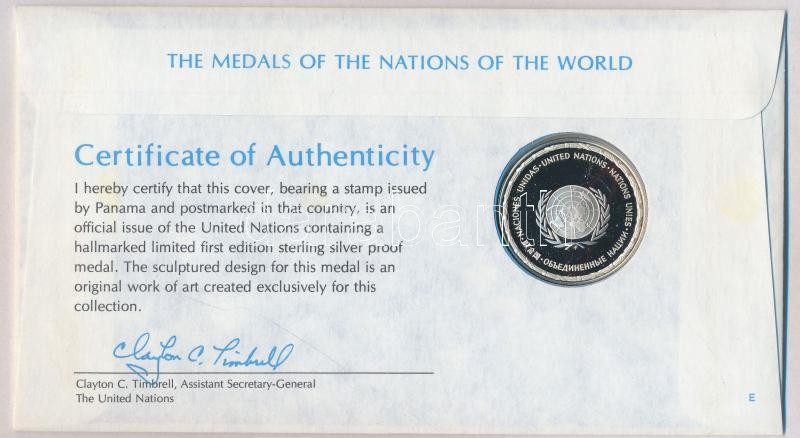 THE MEDALS OF THE NATIONS OF THE WORLD
Certificate of Authenticity
I hereby certify that this cover, bearing a stamp issued
by Panama and postmarked in that country, is an
official issue of the United Nations containing a
hallmarked limited first edition sterling silver proof
medal. The sculptured design for this medal is an
original work of art created exclusively for this
collection.
Clayton C. Timbrell
Clayton C. Timbrell, Assistant Secretary-General
The United Nations
NACIONES UNIDAS · UNITED NATIONS · NATIONS UNIES · ОБЪЕДИНЕННЫЕ НАЦИИ ·
E